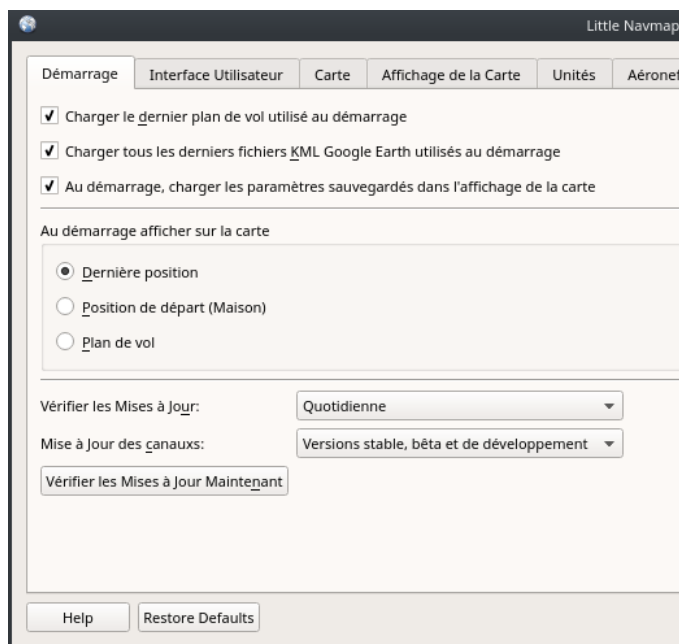 Little Navmap
Démarrage Interface Utilisateur Carte Affichage de la Carte Unités Aéronef
Charger le dernier plan de vol utilisé au démarrage
Charger tous les derniers fichiers KML Google Earth utilisés au démarrage
Au démarrage, charger les paramètres sauvegardés dans l'affichage de la carte
Au démarrage afficher sur la carte
Dernière position
Position de départ (Maison)
Plan de vol
Vérifier les Mises à Jour: Quotidienne
Mise à Jour des canauxs: Versions stable, bêta et de développement
Vérifier les Mises à Jour Maintenant
Help Restore Defaults